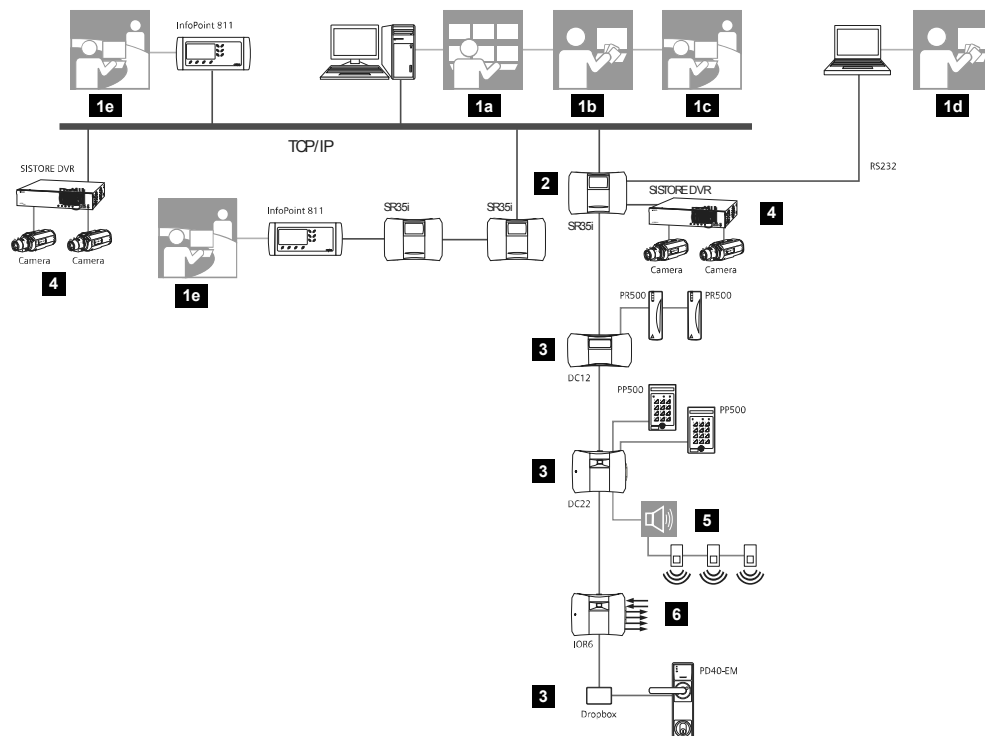 InfoPoint 811
1e
1a
1b
1c
1d
TCP/IP
RS232
SISTORE DVR
2
SISTORE DVR
SR35i
SR35i
SR35i
4
InfoPoint 811
Camera
Camera
Camera
Camera
4
1e
PR500
PR500
3
DC12
PP500
PP500
3
DC22
5
6
IOR6
PD40-EM
3
Dropbox